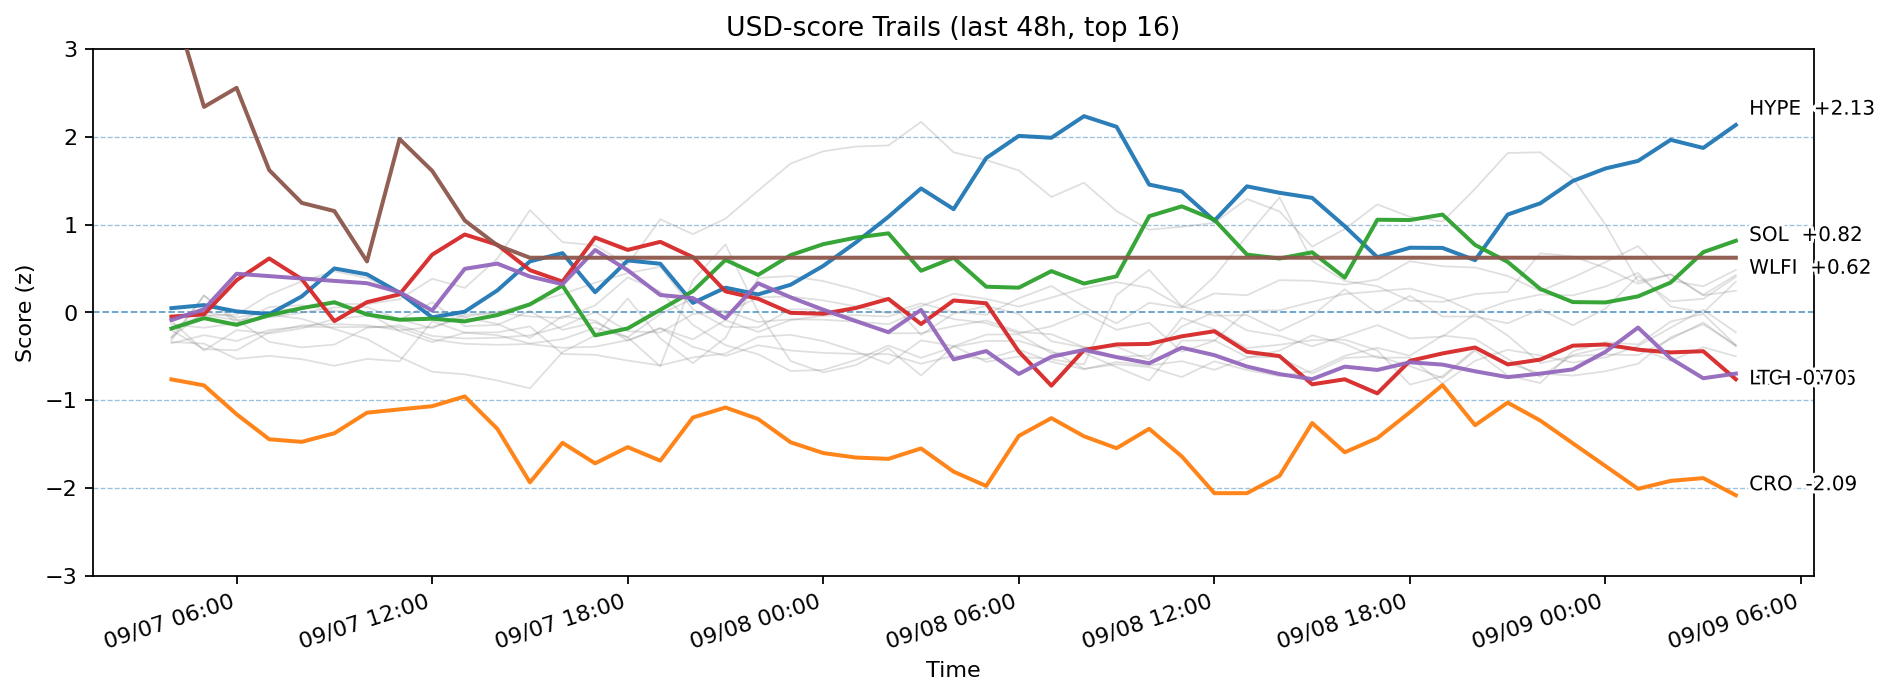 USD-score Trails (last 48h, top 16)
Score (z)
3
2
1
0
−1
−2
−3
HYPE +2.13
SOL +0.82
WLFI +0.62
CRO -2.09
09/07 06:00
09/07 12:00
09/07 18:00
09/08 00:00
09/08 06:00
09/08 12:00
09/08 18:00
09/09 00:00
09/09 06:00
Time